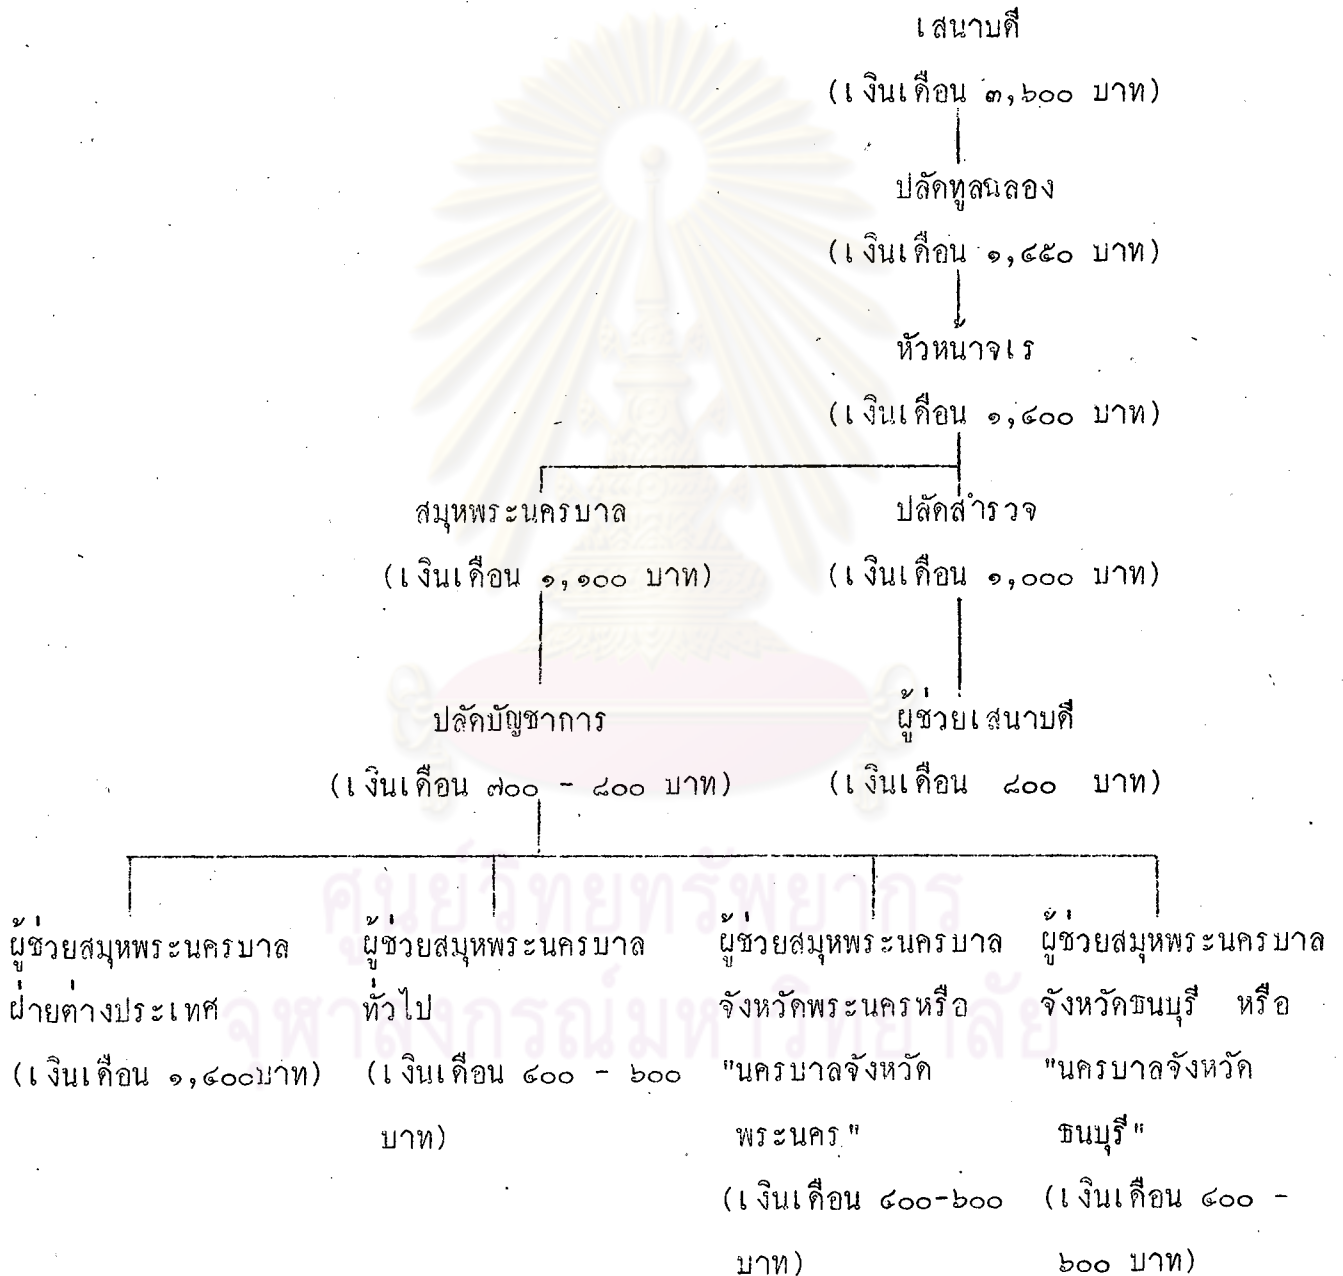 เสนาบดี
(เงินเดือน ๓,๖๐๐ บาท)
ปลัดทูลฉลอง
(เงินเดือน ๑,๔๕๐ บาท)
หัวหน้าจเร
(เงินเดือน ๑,๔๐๐ บาท)
สมุหพระนครบาล
(เงินเดือน ๑,๑๐๐ บาท)
ปลัดสำรวจ
(เงินเดือน ๑,๐๐๐ บาท)
ปลัดบัญชาการ
(เงินเดือน ๗๐๐ - ๘๐๐ บาท)
ผู้ช่วยเสนาบดี
(เงินเดือน ๘๐๐ บาท)
ผู้ช่วยสมุหพระนครบาล
ฝ่ายต่างประเทศ
(เงินเดือน ๑,๔๐๐บาท)
ผู้ช่วยสมุหพระนครบาล
ทั่วไป
(เงินเดือน ๔๐๐ - ๖๐๐
บาท)
ผู้ช่วยสมุหพระนครบาล
จังหวัดพระนครหรือ
"นครบาลจังหวัด
พระนคร"
(เงินเดือน ๔๐๐-๖๐๐
บาท)
ผู้ช่วยสมุหพระนครบาล
จังหวัดธนบุรี หรือ
"นครบาลจังหวัด
ธนบุรี"
(เงินเดือน ๔๐๐ -
๖๐๐ บาท)
ศูนย์วิทยทรัพยากร
จุฬาลงกรณ์มหาวิทยาลัย